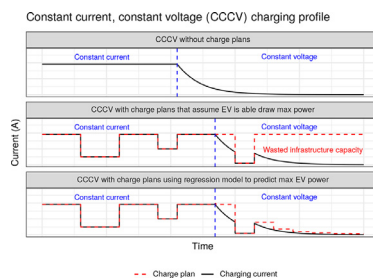 Constant current, constant voltage (CCCV) charging profile
CCCV without charge plans
Constant current
Constant voltage
CCCV with charge plans that assume EV is able draw max power
Constant current
Constant voltage
Wasted infrastructure capacity
CCCV with charge plans using regression model to predict max EV power
Constant current
Constant voltage
Current (A)
Time
Charge plan
Charging current